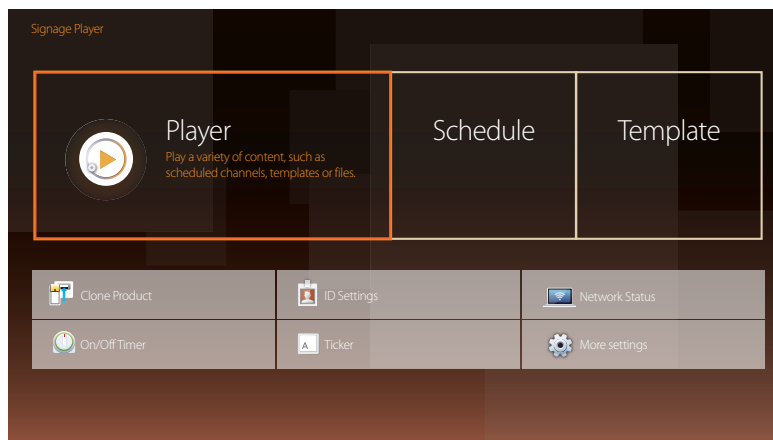 Signage Player
Player
Play a variety of content, such as
scheduled channels, templates or files.
Schedule
Template
Clone Product
ID Settings
Network Status
On/Off Timer
A
Ticker
More settings